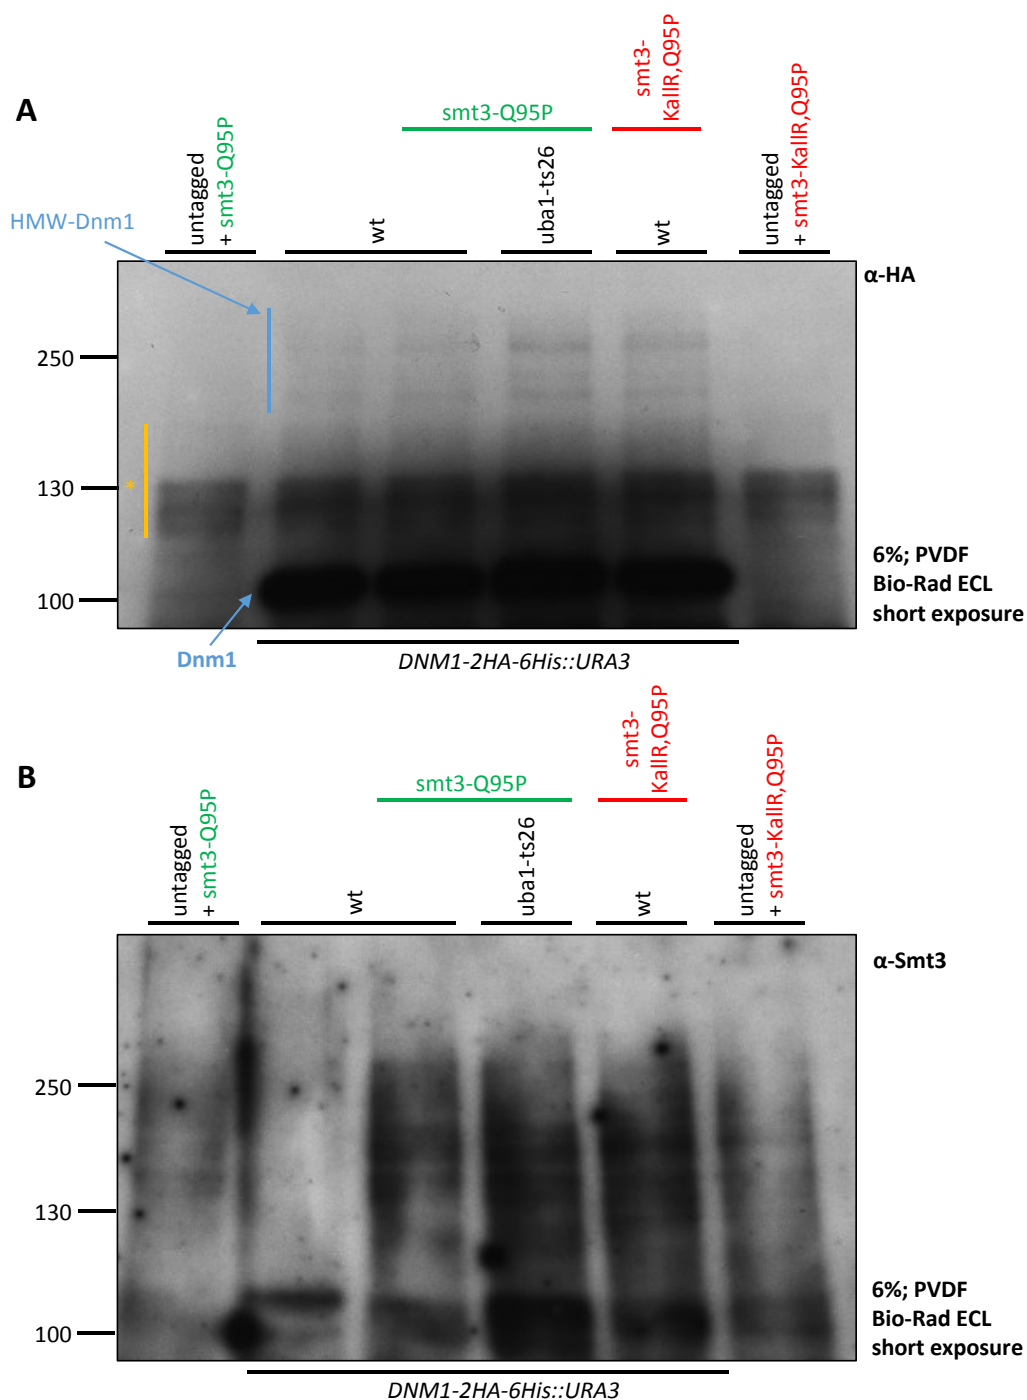 A
untagged
+ smt3-Q95P
wt
smt3-Q95P
uba1-ts26
smt3-
KallR,Q95P
wt
untagged
+ smt3-KallR,Q95P
HMW-Dnm1
α-HA
250
*
130
100
6%; PVDF
Bio-Rad ECL
short exposure
Dnm1
DNM1-2HA-6His::URA3
B
untagged
+ smt3-Q95P
wt
smt3-Q95P
uba1-ts26
smt3-
KallR,Q95P
wt
untagged
+ smt3-KallR,Q95P
α-Smt3
250
130
100
6%; PVDF
Bio-Rad ECL
short exposure
DNM1-2HA-6His::URA3